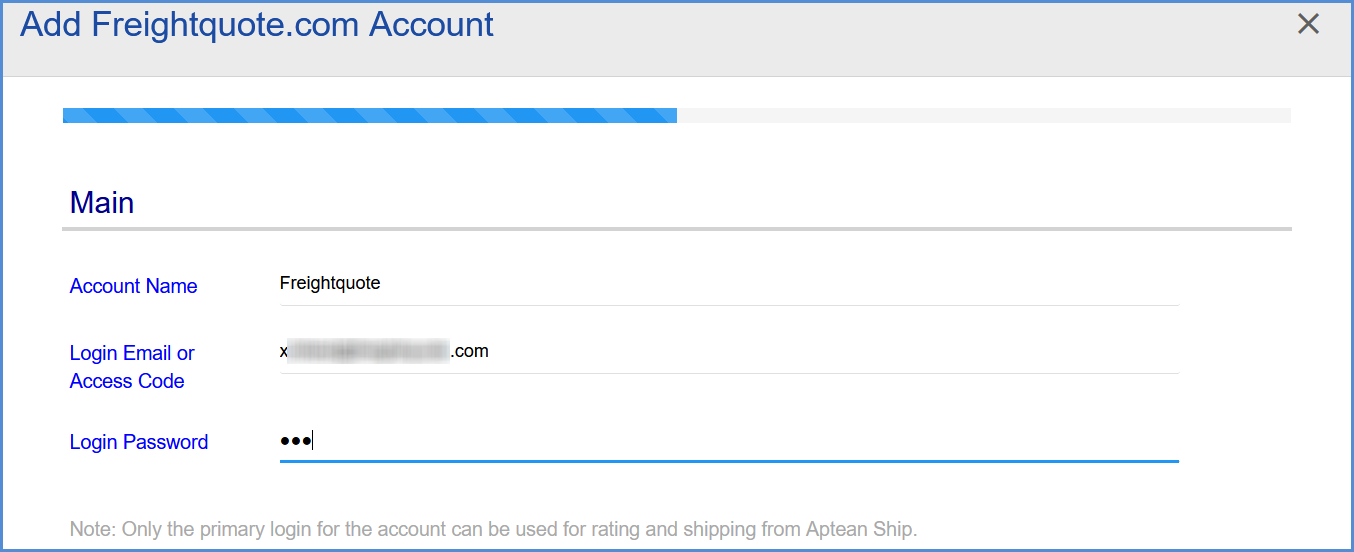 Add Freightquote.com Account
Main
Account Name
Freightquote
Login Email or
Access Code
x
.com
Login Password
•••
Note: Only the primary login for the account can be used for rating and shipping from Aptean Ship.